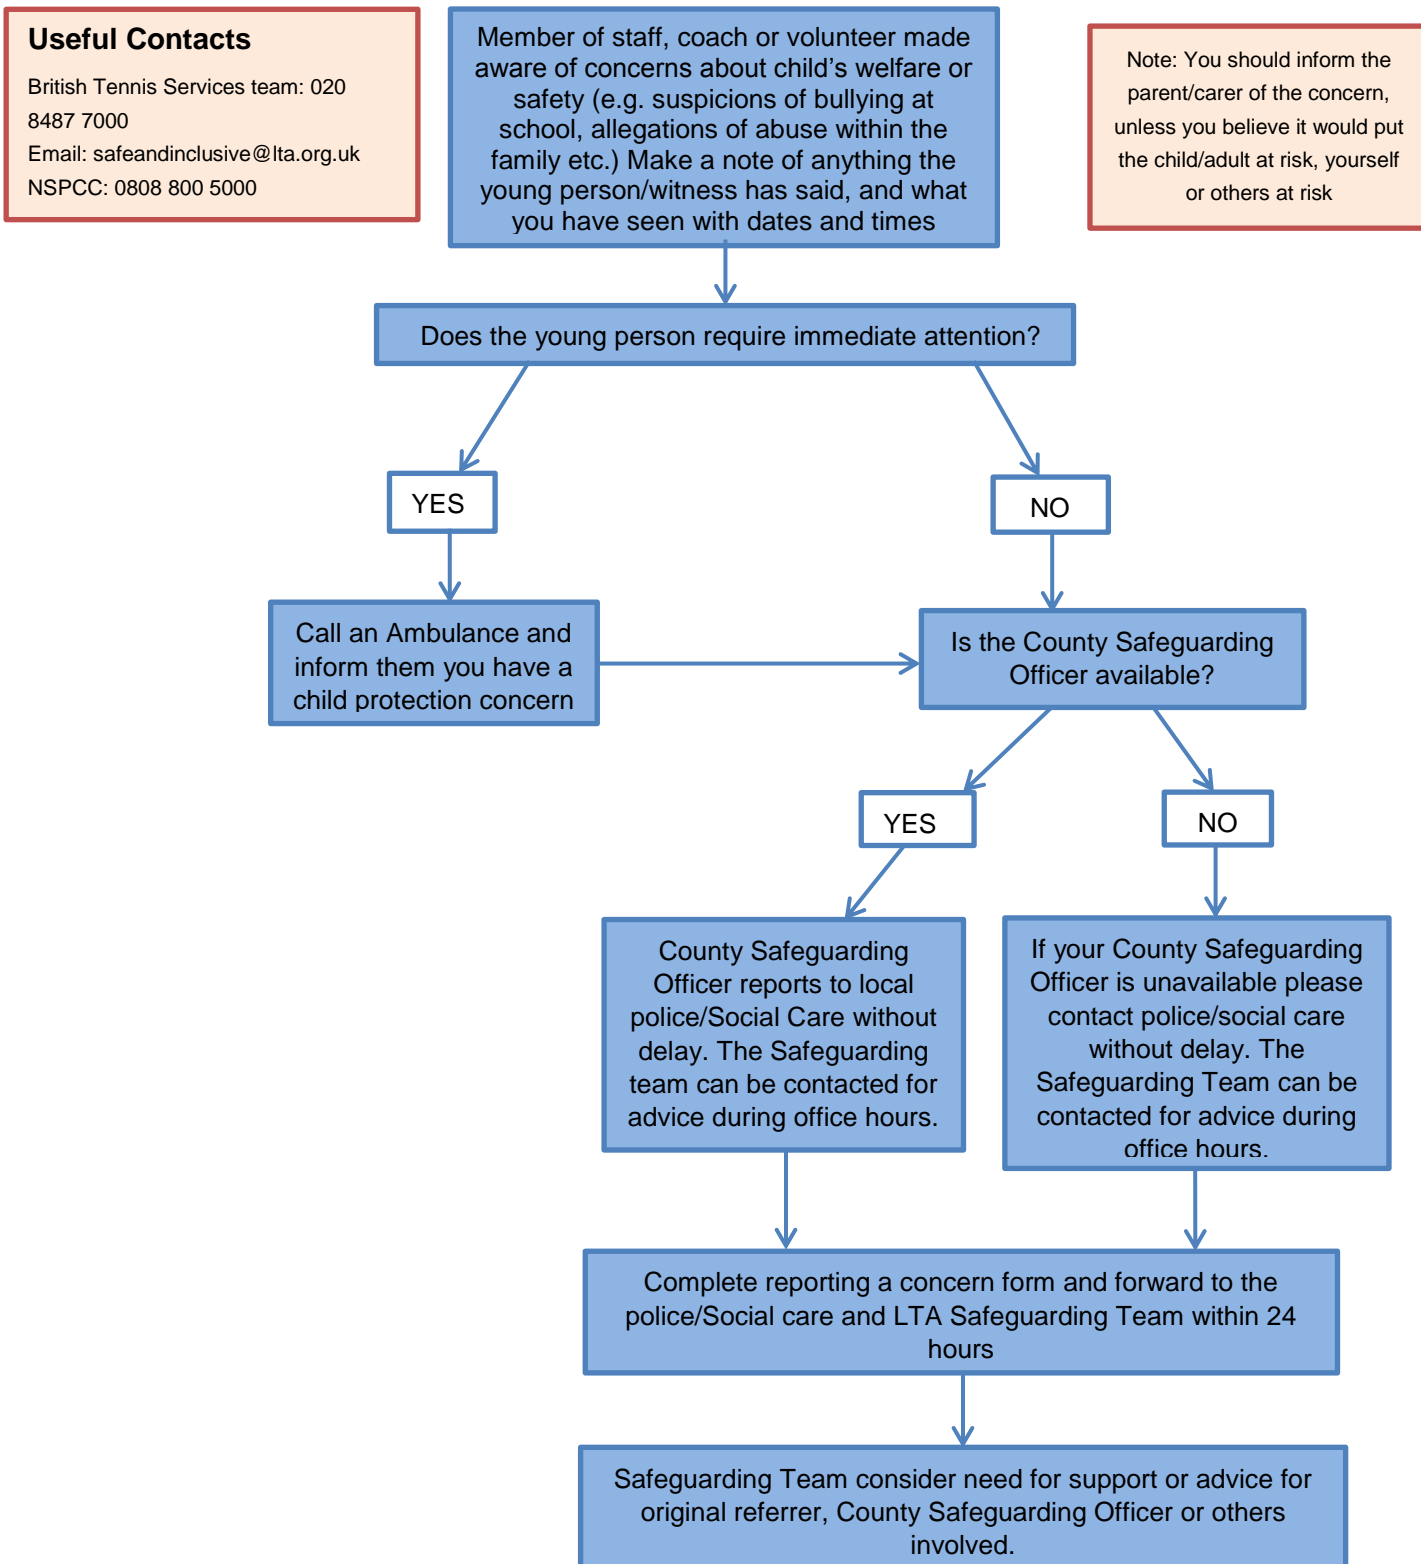 Useful Contacts
British Tennis Services team: 020
8487 7000
Email: safeandinclusive@lta.org.uk
NSPCC: 0808 800 5000
Member of staff, coach or volunteer made
aware of concerns about child's welfare or
safety (e.g. suspicions of bullying at
school, allegations of abuse within the
family etc.) Make a note of anything the
young person/witness has said, and what
you have seen with dates and times
Note: You should inform the
parent/carer of the concern,
unless you believe it would put
the child/adult at risk, yourself
or others at risk
Does the young person require immediate attention?
YES
NO
Call an Ambulance and
inform them you have a
child protection concern
Is the County Safeguarding
Officer available?
YES
NO
County Safeguarding
Officer reports to local
police/Social Care without
delay. The Safeguarding
team can be contacted for
advice during office hours.
If your County Safeguarding
Officer is unavailable please
contact police/social care
without delay. The
Safeguarding Team can be
contacted for advice during
office hours.
Complete reporting a concern form and forward to the
police/Social care and LTA Safeguarding Team within 24
hours
Safeguarding Team consider need for support or advice for
original referrer, County Safeguarding Officer or others
involved.